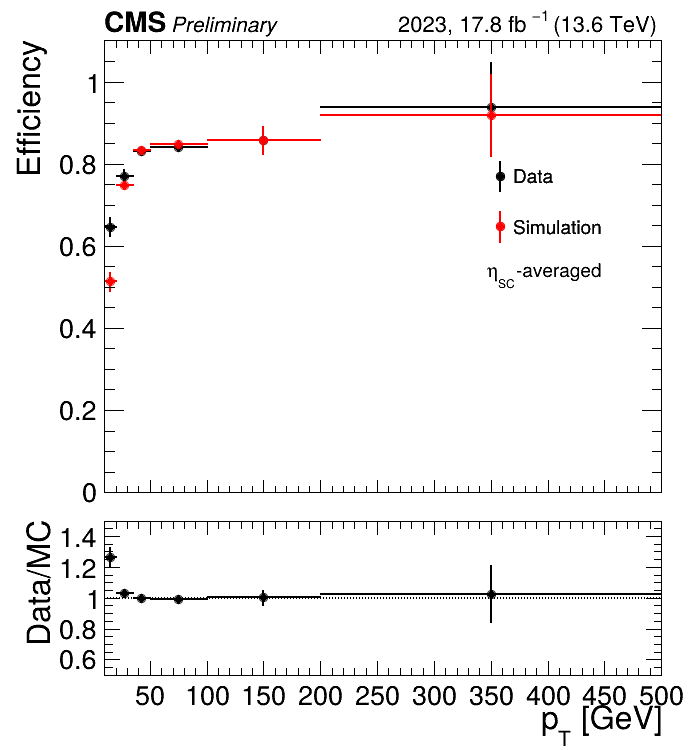 CMS Preliminary 2023, 17.8 fb⁻¹ (13.6 TeV)
Efficiency
1
0.8
0.6
0.4
0.2
0
Data
Simulation
ηSC-averaged
Data/MC
1.4
1.2
1
0.8
0.6
50 100 150 200 250 300 350 400 450 500
pT [GeV]